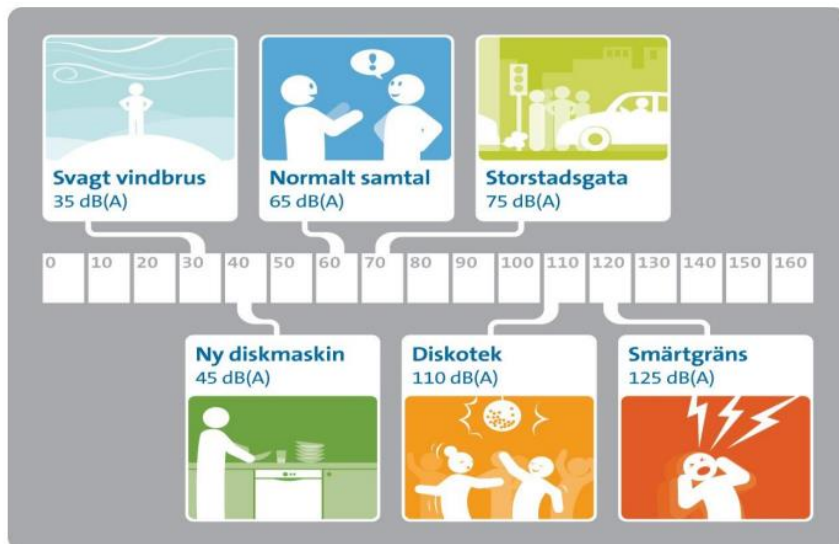 Svagt vindbrus
35 dB(A)
Normalt samtal
65 dB(A)
Storstadsgata
75 dB(A)
0 10 20 30 40 50 60 70 80 90 100 110 120 130 140 150 160
Ny diskmaskin
45 dB(A)
Diskotek
110 dB(A)
Smärtgräns
125 dB(A)
!